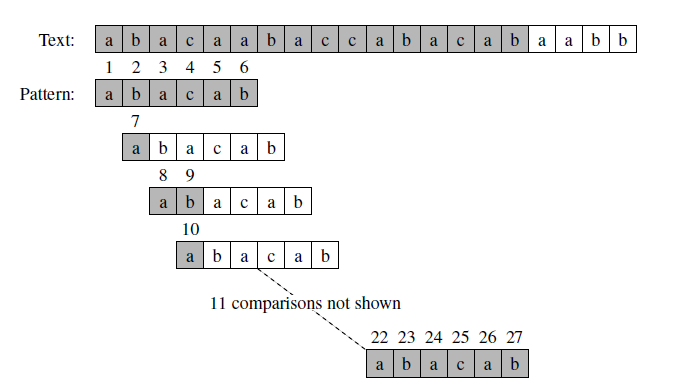 Text: a b a c a a b a c c a b a c a b a a b b
1 2 3 4 5 6
Pattern: a b a c a b
7
a b a c a b
8 9
a b a c a b
10
a b a c a b
11 comparisons not shown
22 23 24 25 26 27
a b a c a b